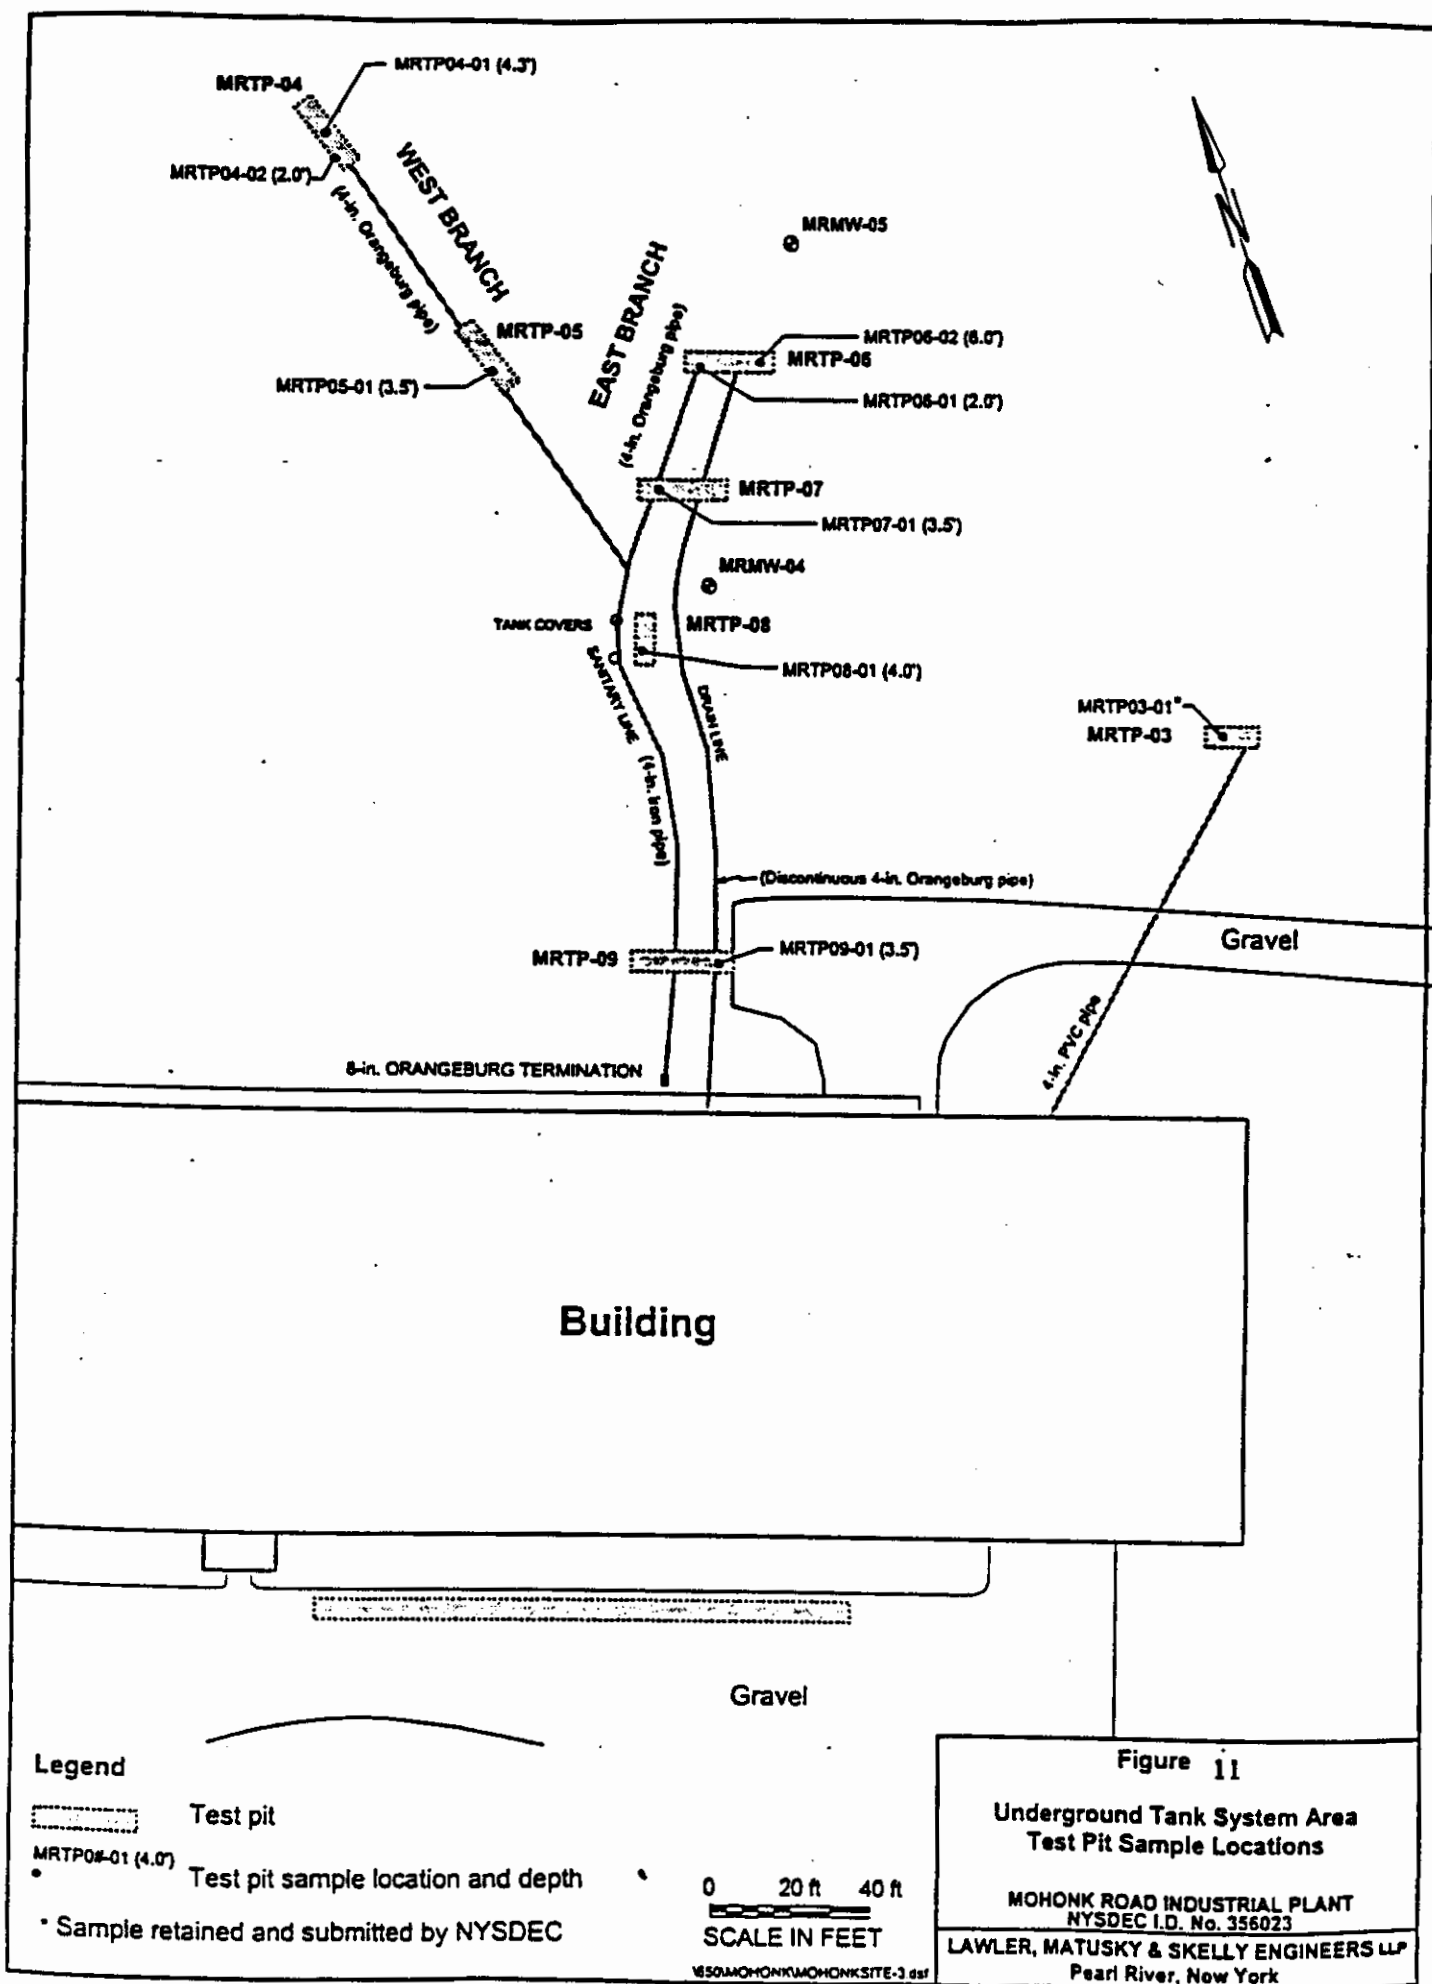 MRTP04-01 (4.3')
MRTP-04
MRTP04-02 (2.0')
WEST BRANCH
(4-in. Orangeburg pipe)
MRMW-05
EAST BRANCH
(4-in. Orangeburg pipe)
N
MRTP-05
MRTP05-01 (3.5')
MRTP06-02 (6.0')
MRTP-06
MRTP06-01 (2.0')
MRTP-07
MRTP07-01 (3.5')
MRMW-04
TANK COVERS
MRTP-08
MRTP08-01 (4.0')
SANITARY LINE (4-in. iron pipe)
DRAIN LINE
MRTP03-01*
MRTP-03
(Discontinuous 4-in. Orangeburg pipe)
Gravel
MRTP-09
MRTP09-01 (3.5')
4-in. PVC pipe
8-in. ORANGEBURG TERMINATION
Building
Gravel
Legend
Test pit
MRTP0#-01 (4.0')
Test pit sample location and depth
* Sample retained and submitted by NYSDEC
0 20 ft 40 ft
SCALE IN FEET
\650\MOHONK\MOHONKSITE-3.dsf
Figure 11
Underground Tank System Area
Test Pit Sample Locations
MOHONK ROAD INDUSTRIAL PLANT
NYSDEC I.D. No. 356023
LAWLER, MATUSKY & SKELLY ENGINEERS LLP
Pearl River, New York